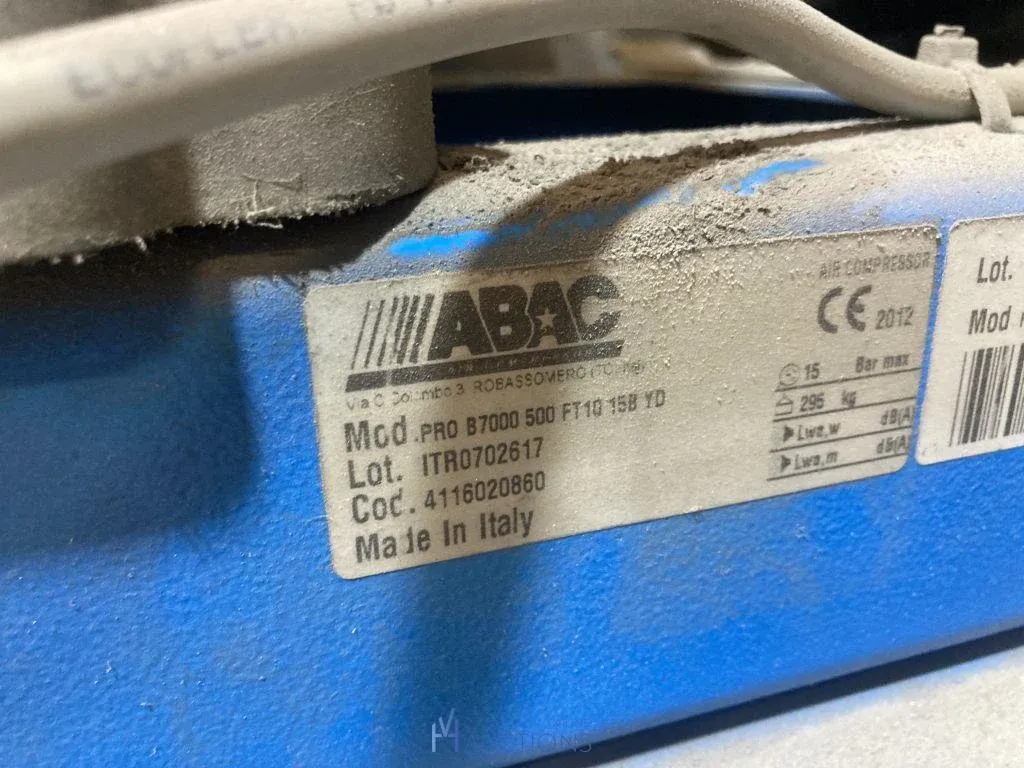 ABAC
AIR COMPRESSOR
CE 2012
ROBASSOMERO
Mod. PRO B7000 500 FT10 15B YD
Lot. ITR0702617
Cod. 4116020860
Made In Italy
15 Bar max
295 kg
Lwa,w dB(A)
Lwa,m dB(A)
Lot.
Mod